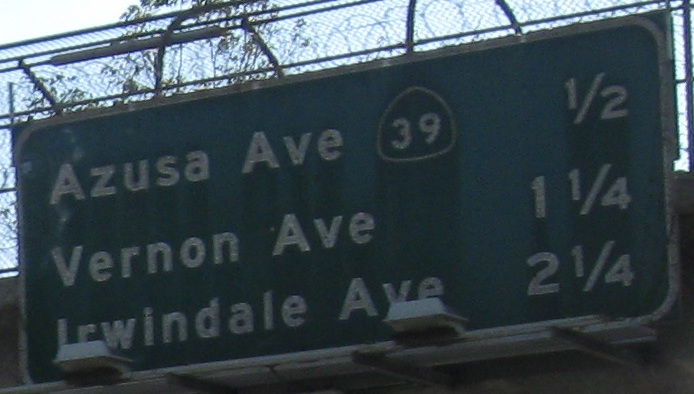 Azusa Ave 39 1/2
Vernon Ave 1 1/4
Irwindale Ave 2 1/4